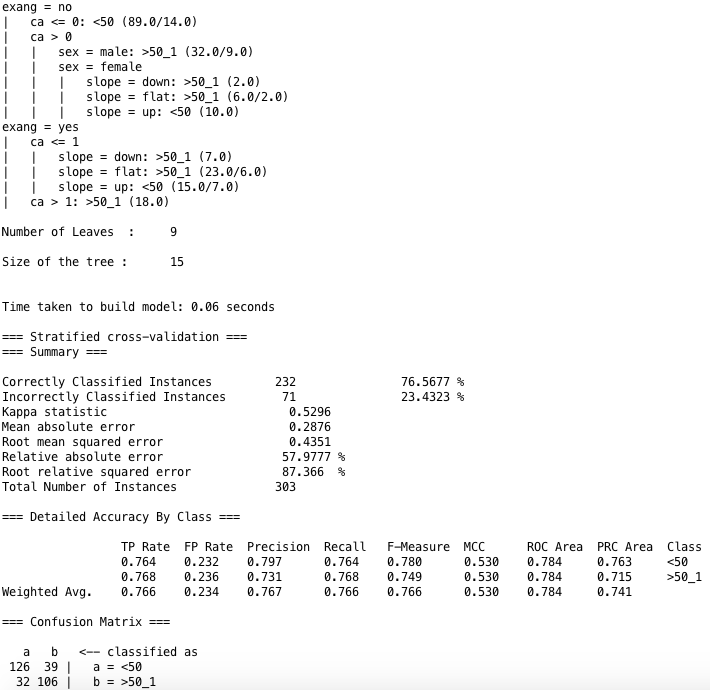 exang = no
|   ca <= 0: <50 (89.0/14.0)
|   ca > 0
|   |   sex = male: >50_1 (32.0/9.0)
|   |   sex = female
|   |   |   slope = down: >50_1 (2.0)
|   |   |   slope = flat: >50_1 (6.0/2.0)
|   |   |   slope = up: <50 (10.0)
exang = yes
|   ca <= 1
|   |   slope = down: >50_1 (7.0)
|   |   slope = flat: >50_1 (23.0/6.0)
|   |   slope = up: <50 (15.0/7.0)
|   ca > 1: >50_1 (18.0)
Number of Leaves  :     9
Size of the tree :      15
Time taken to build model: 0.06 seconds
=== Stratified cross-validation ===
=== Summary ===
Correctly Classified Instances         232               76.5677 %
Incorrectly Classified Instances        71               23.4323 %
Kappa statistic                          0.5296
Mean absolute error                      0.2876
Root mean squared error                  0.4351
Relative absolute error                 57.9777 %
Root relative squared error             87.366  %
Total Number of Instances              303
=== Detailed Accuracy By Class ===
                 TP Rate  FP Rate  Precision  Recall   F-Measure  MCC      ROC Area  PRC Area  Class
                 0.764    0.232    0.797      0.764    0.780      0.530    0.784     0.763     <50
                 0.768    0.236    0.731      0.768    0.749      0.530    0.784     0.715     >50_1
Weighted Avg.    0.766    0.234    0.767      0.766    0.766      0.530    0.784     0.741
=== Confusion Matrix ===
   a   b   <-- classified as
 126  39 |   a = <50
  32 106 |   b = >50_1